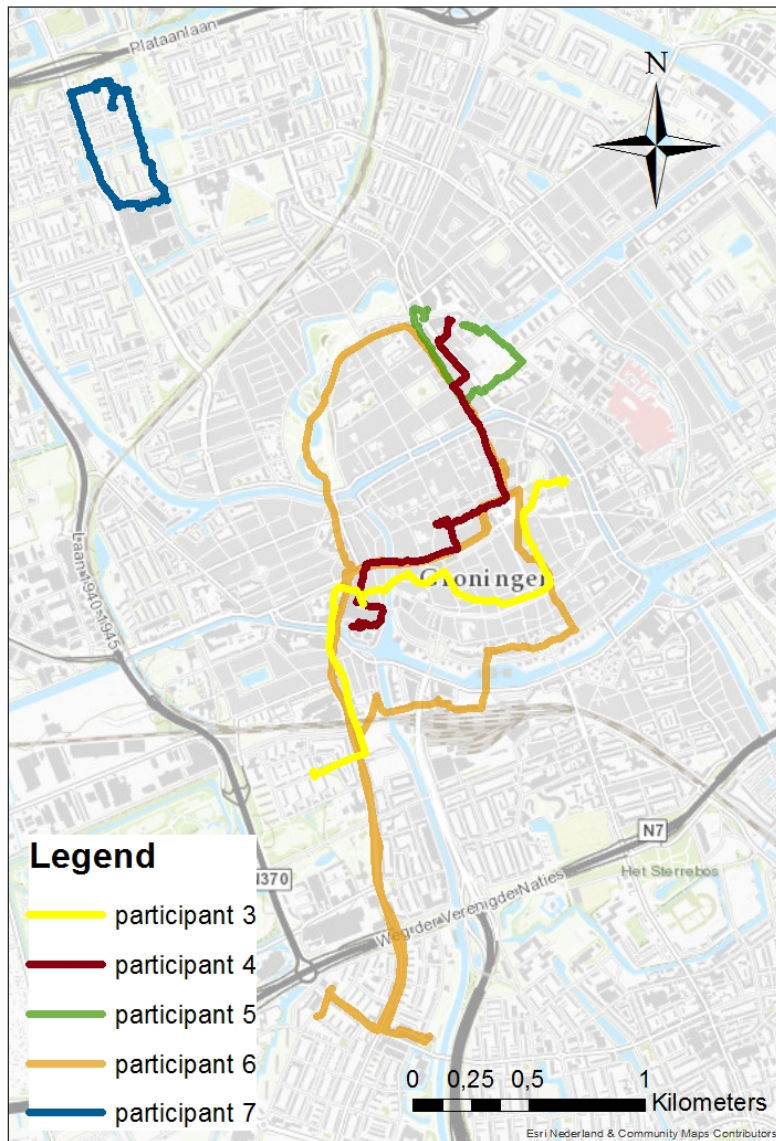 Plataanlaan
N
Laan 1940-1945
Groningen
N7
Het Sterrebos
Weg der Verenigde Naties
N370
Legend
participant 3
participant 4
participant 5
participant 6
participant 7
0 0,25 0,5 1
Kilometers
Esri Nederland & Community Maps Contributors